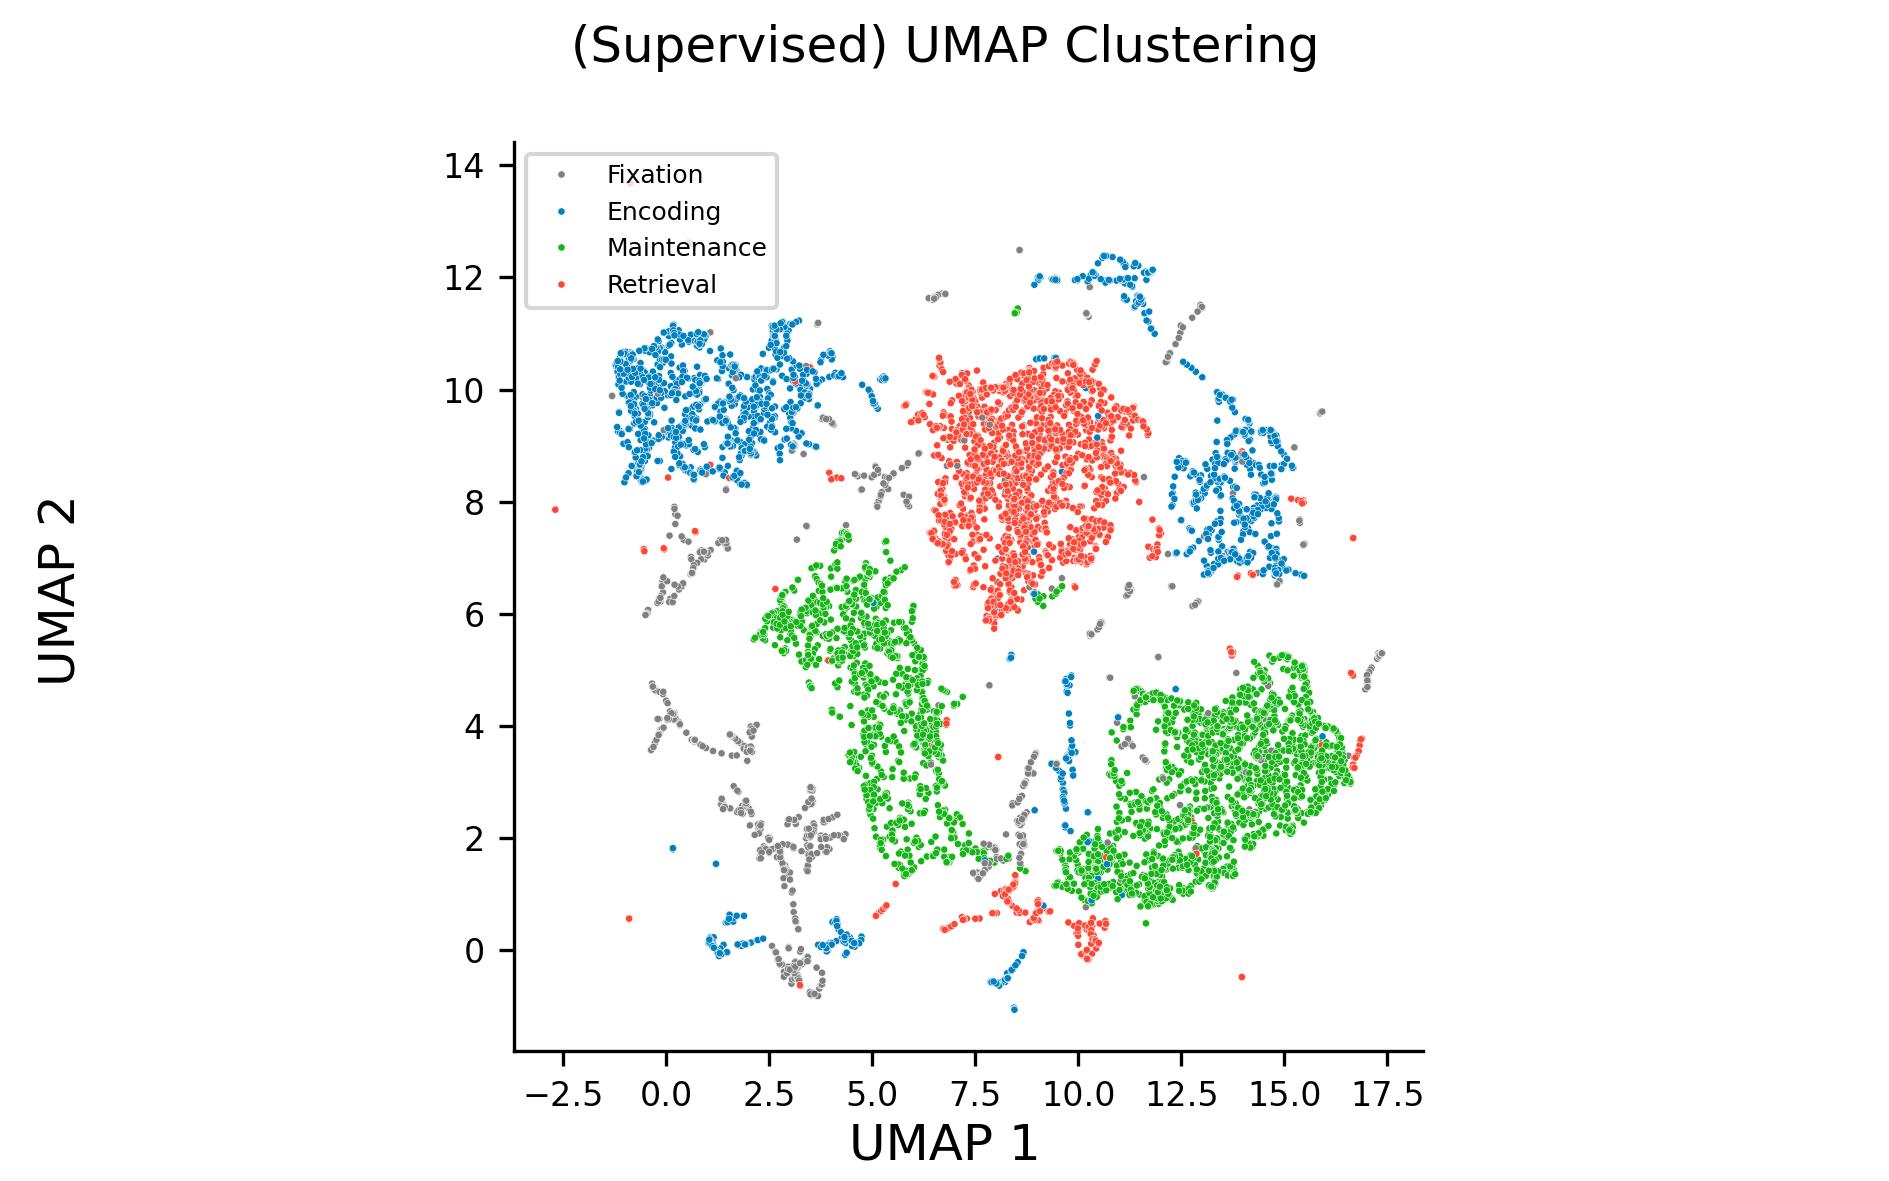 (Supervised) UMAP Clustering
UMAP 2
14
12
10
8
6
4
2
0
Fixation
Encoding
Maintenance
Retrieval
−2.5 0.0 2.5 5.0 7.5 10.0 12.5 15.0 17.5
UMAP 1